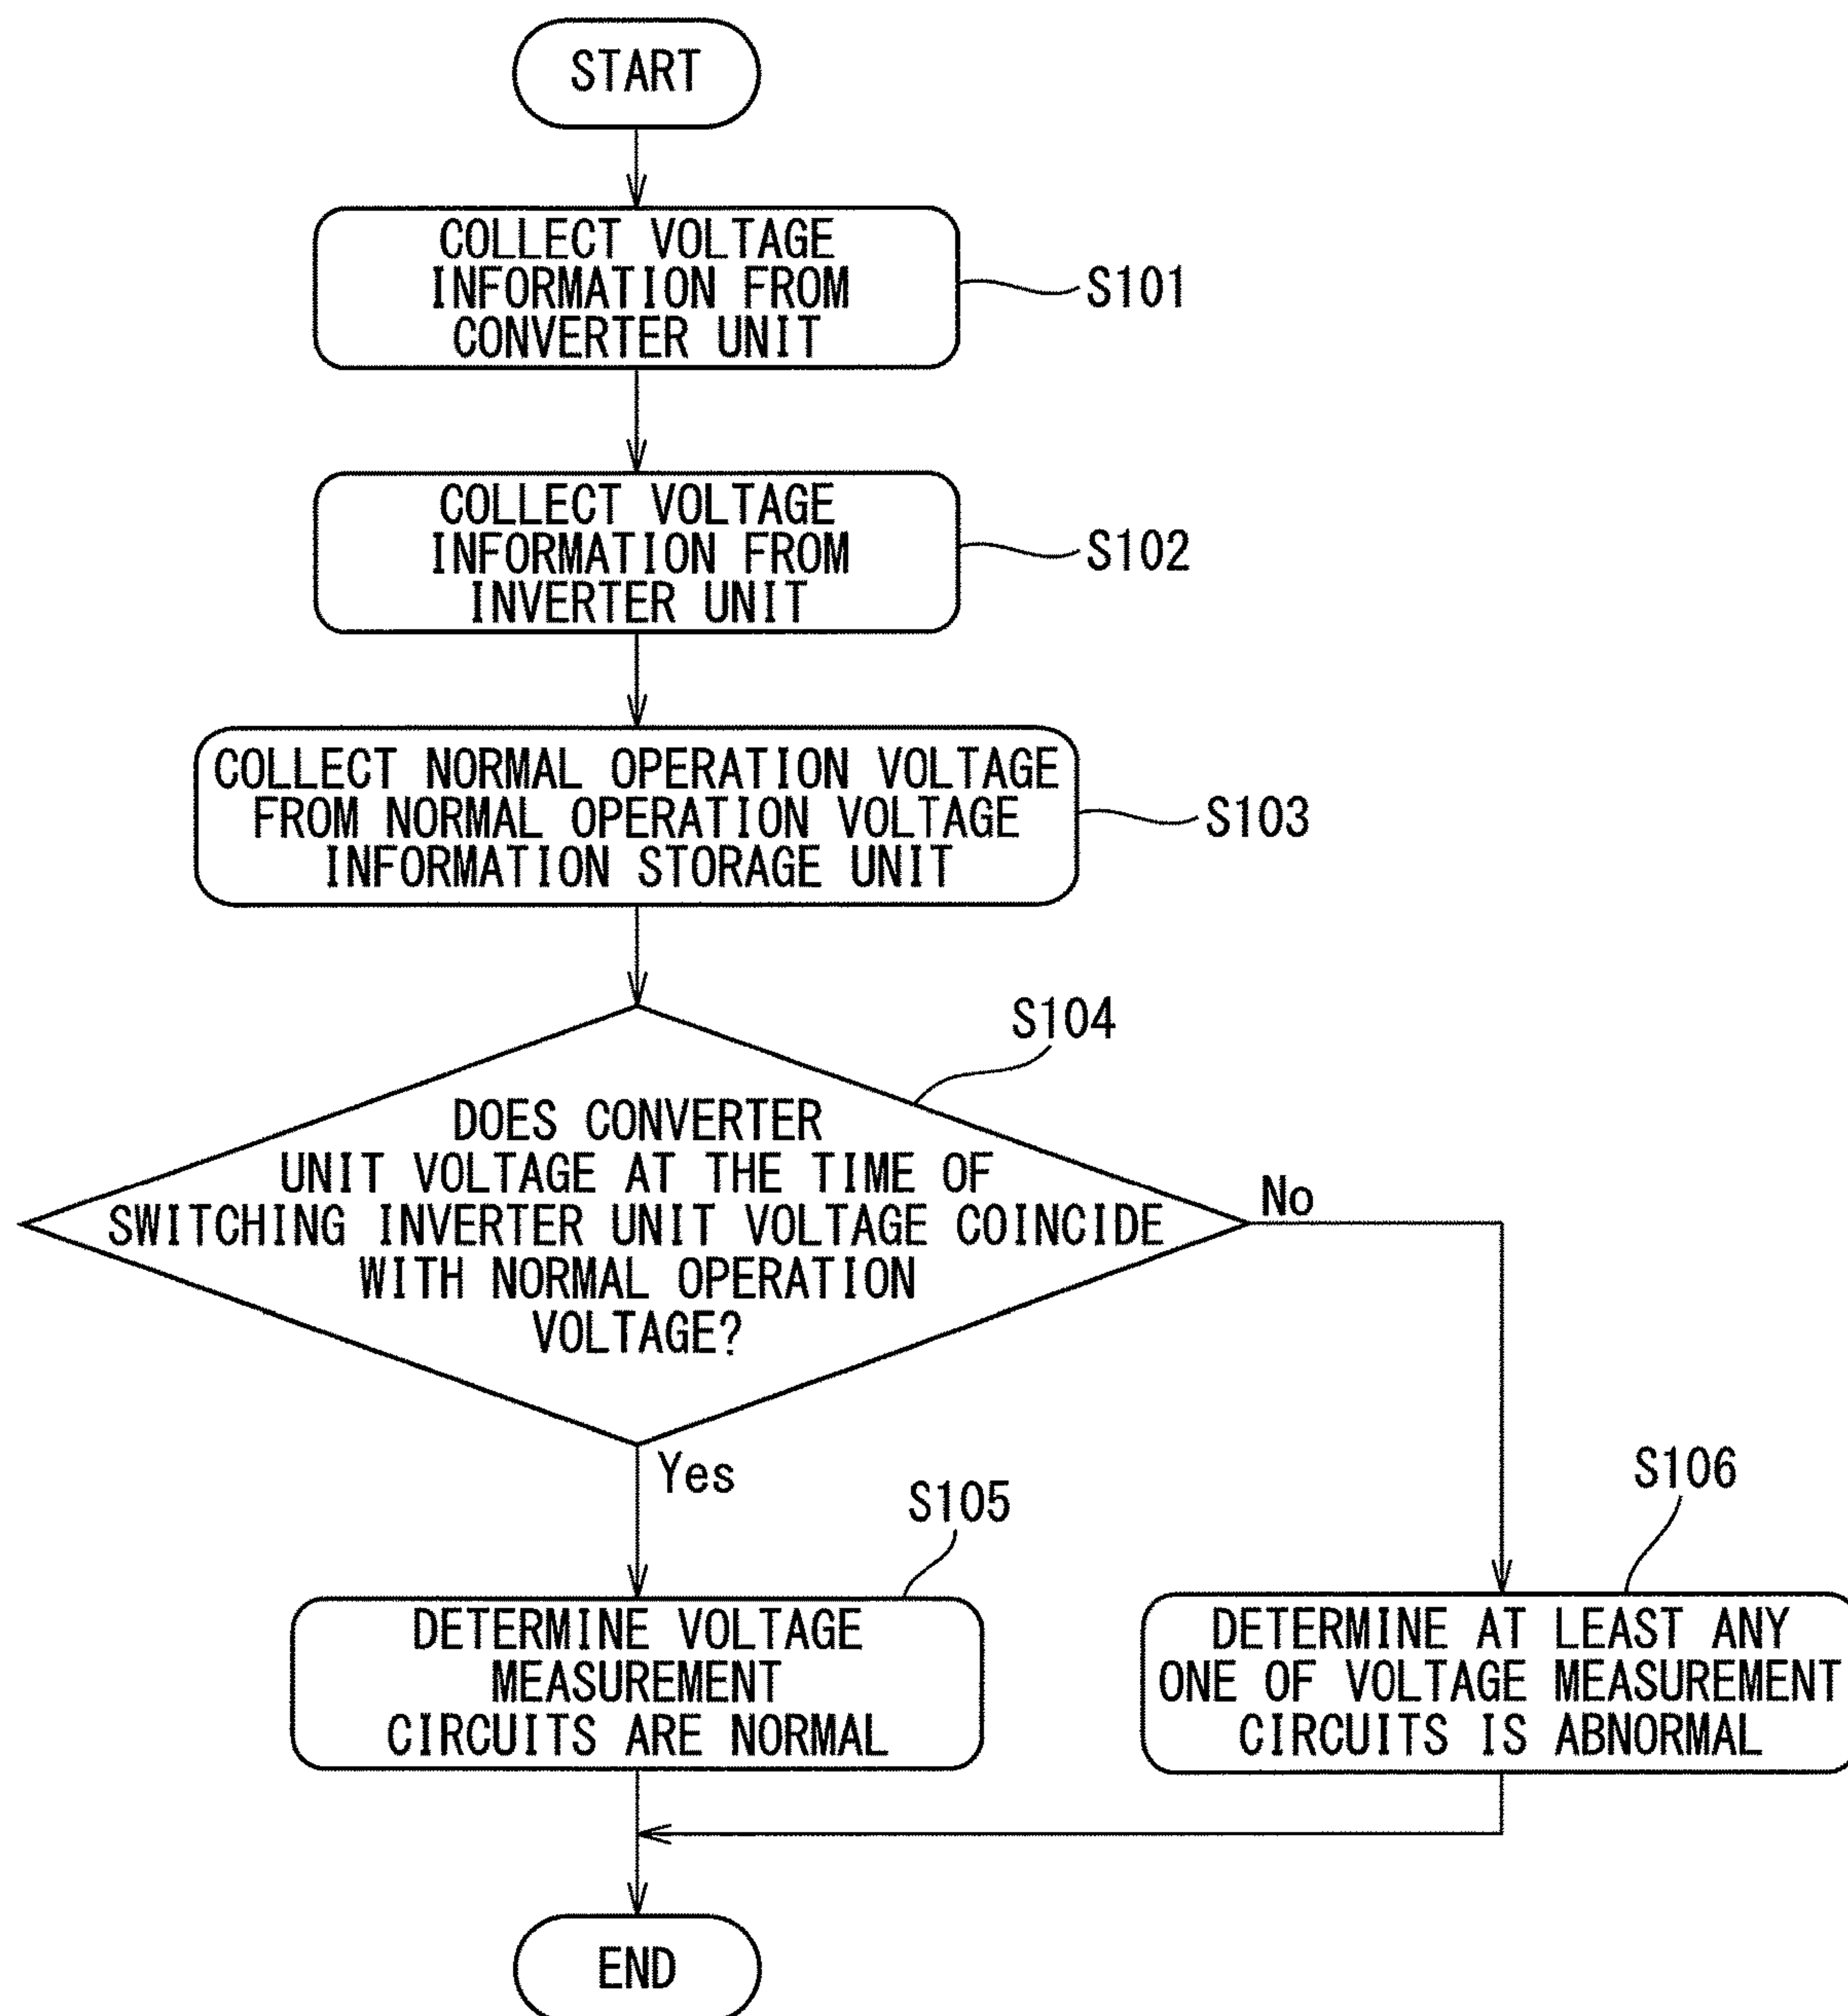 START
COLLECT VOLTAGE
INFORMATION FROM
CONVERTER UNIT
S101
COLLECT VOLTAGE
INFORMATION FROM
INVERTER UNIT
S102
COLLECT NORMAL OPERATION VOLTAGE
FROM NORMAL OPERATION VOLTAGE
INFORMATION STORAGE UNIT
S103
S104
DOES CONVERTER
UNIT VOLTAGE AT THE TIME OF
SWITCHING INVERTER UNIT VOLTAGE COINCIDE
WITH NORMAL OPERATION
VOLTAGE?
No
Yes
S105
DETERMINE VOLTAGE
MEASUREMENT
CIRCUITS ARE NORMAL
S106
DETERMINE AT LEAST ANY
ONE OF VOLTAGE MEASUREMENT
CIRCUITS IS ABNORMAL
END